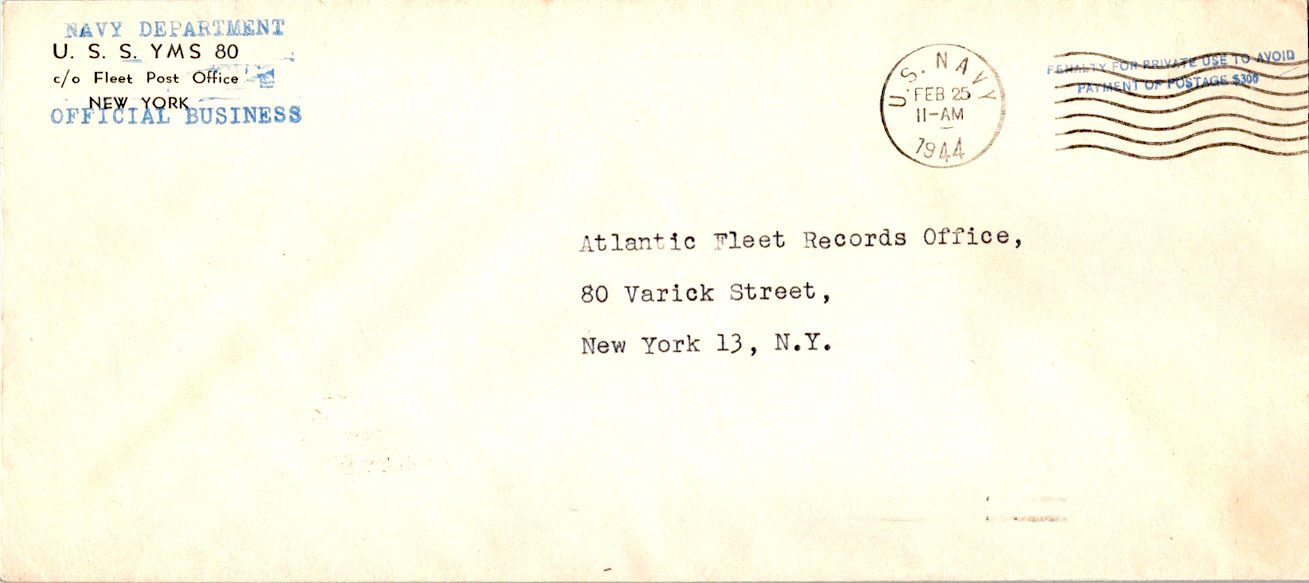 NAVY DEPARTMENT
U. S. S. YMS 80
c/o Fleet Post Office
NEW YORK
OFFICIAL BUSINESS
U. S. NAVY
FEB 25
11-AM
1944
PENALTY FOR PRIVATE USE TO AVOID
PAYMENT OF POSTAGE $300
Atlantic Fleet Records Office,
80 Varick Street,
New York 13, N.Y.